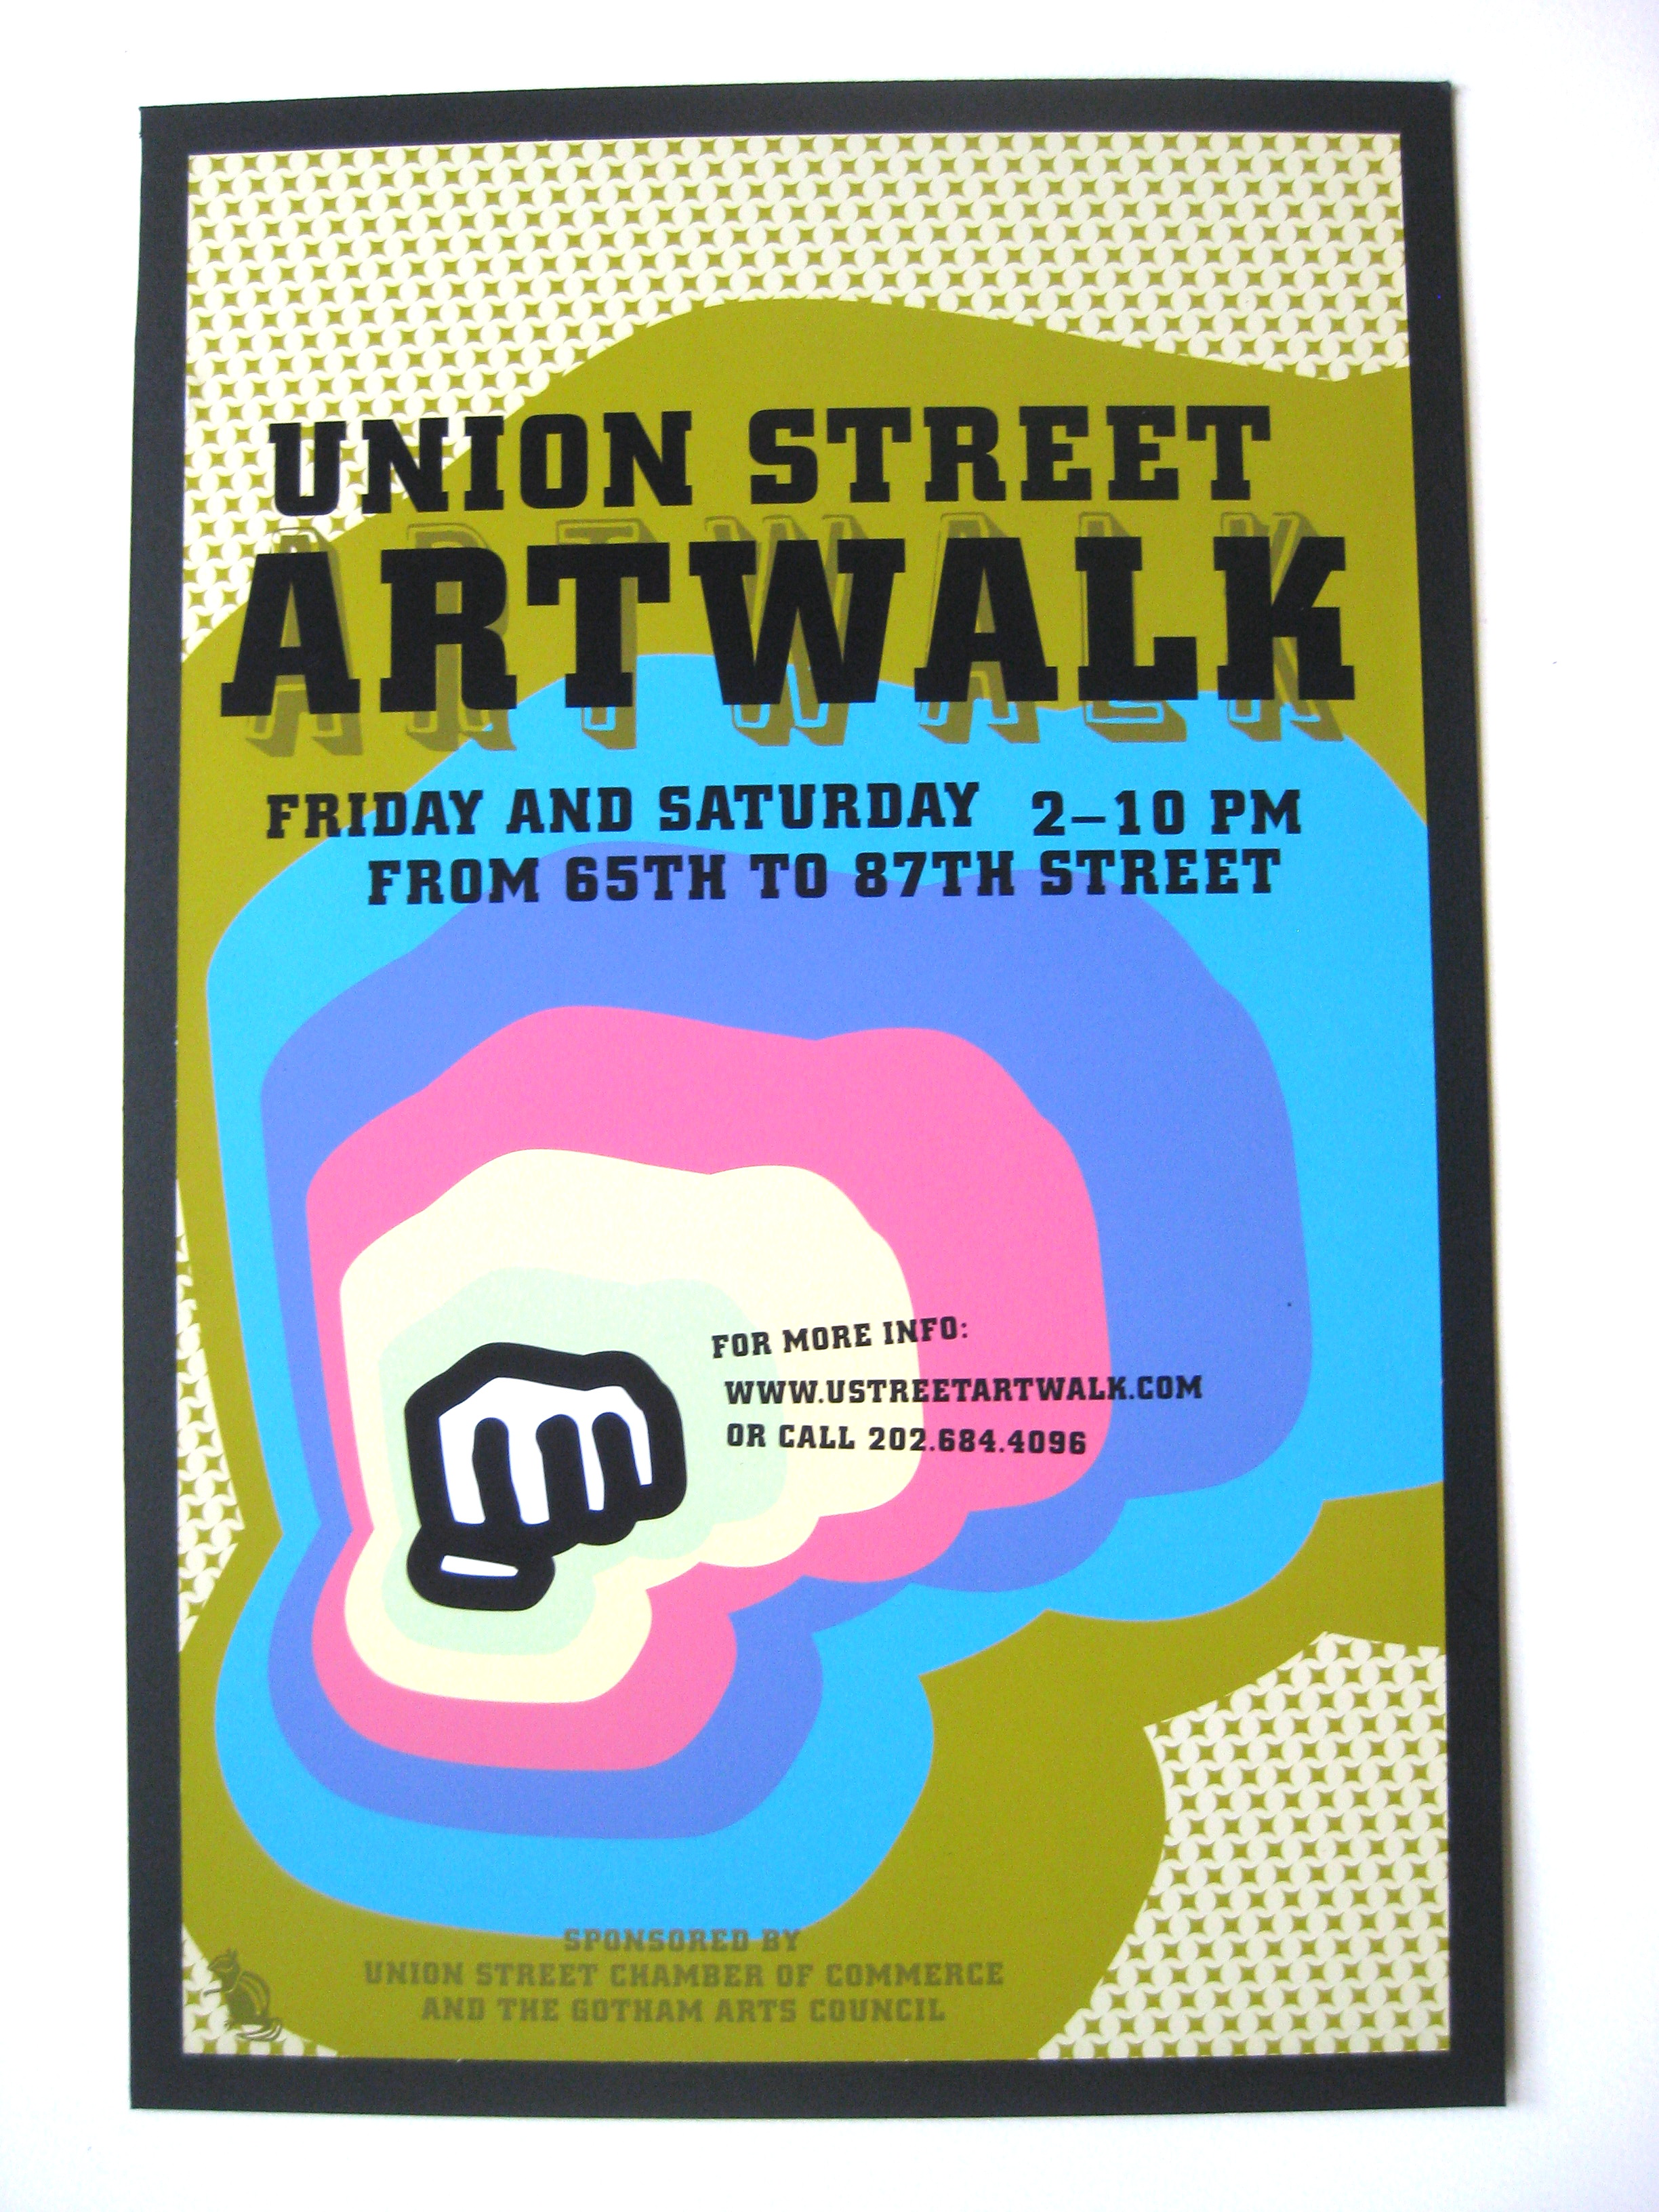 UNION STREET
ARTWALK
FRIDAY AND SATURDAY 2–10 PM
FROM 65TH TO 87TH STREET
FOR MORE INFO:
WWW.USTREETARTWALK.COM
OR CALL 202.684.4096
SPONSORED BY
UNION STREET CHAMBER OF COMMERCE
AND THE GOTHAM ARTS COUNCIL